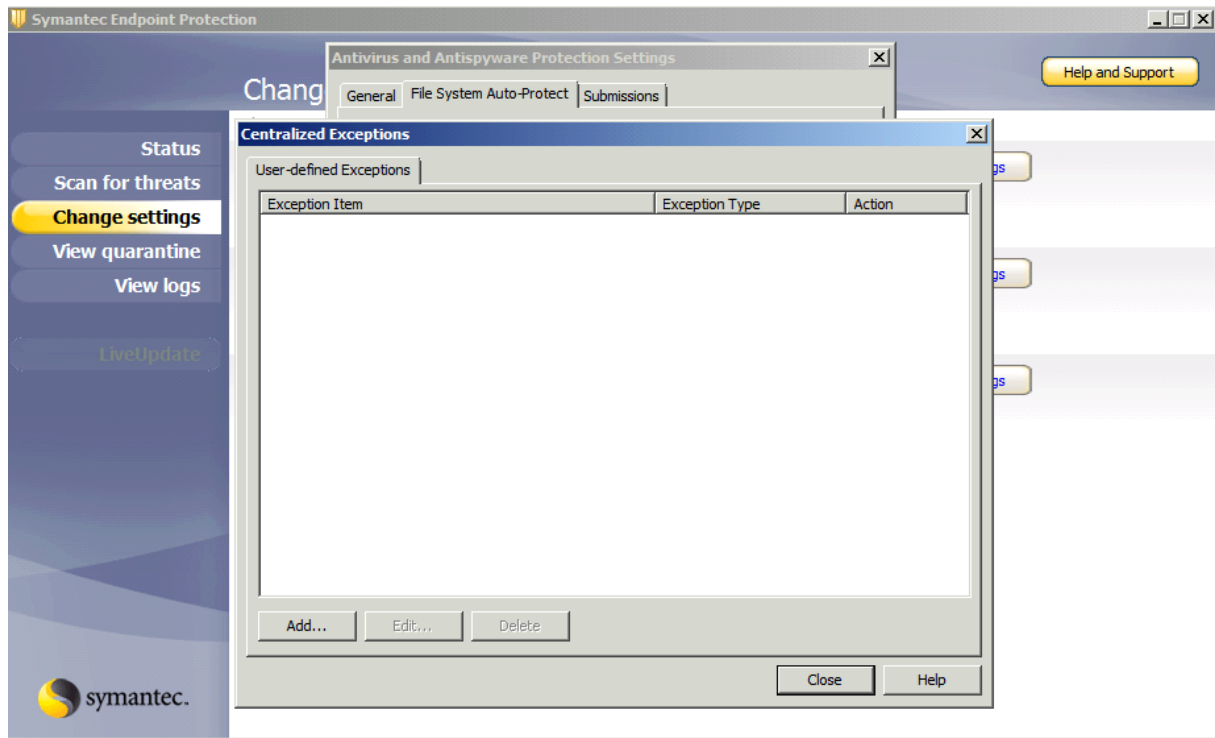 Symantec Endpoint Protection
Antivirus and Antispyware Protection Settings
Help and Support
Chang
General File System Auto-Protect Submissions
Centralized Exceptions
User-defined Exceptions
Exception Item Exception Type Action
Status
Scan for threats
Change settings
View quarantine
View logs
LiveUpdate
gs
gs
gs
Add... Edit... Delete
Close Help
symantec.